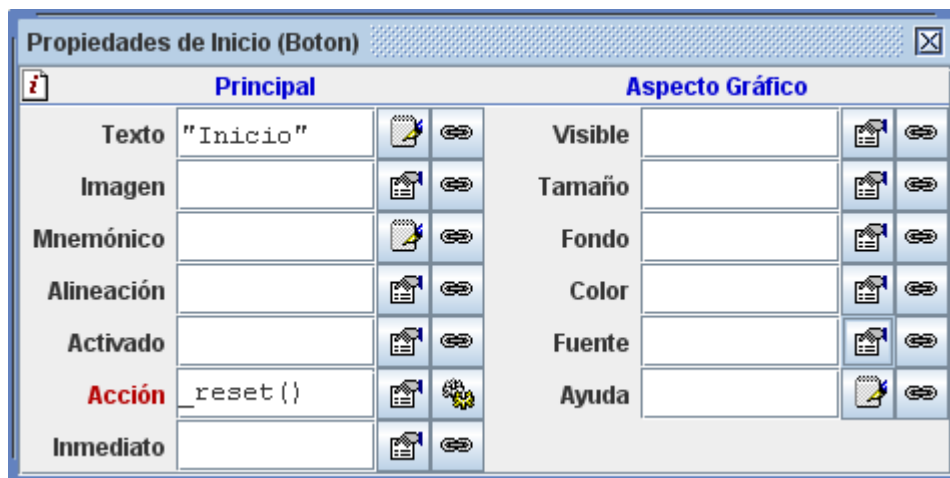 Propiedades de Inicio (Boton)
Principal Aspecto Gráfico
Texto "Inicio" Visible
Imagen Tamaño
Mnemónico Fondo
Alineación Color
Activado Fuente
Acción _reset() Ayuda
Inmediato